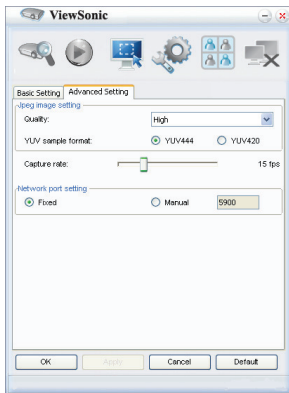 ViewSonic
Basic Setting Advanced Setting
Jpeg image setting
Quality: High
YUV sample format: YUV444 YUV420
Capture rate: 15 fps
Network port setting
Fixed Manual 5900
OK Apply Cancel Default